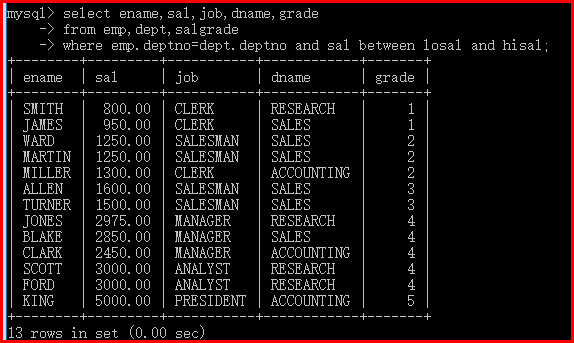 mysql> select ename,sal,job,dname,grade
    -> from emp,dept,salgrade
    -> where emp.deptno=dept.deptno and sal between losal and hisal;
+--------+---------+-----------+------------+-------+
| ename  | sal     | job       | dname      | grade |
+--------+---------+-----------+------------+-------+
| SMITH  |  800.00 | CLERK     | RESEARCH   |     1 |
| JAMES  |  950.00 | CLERK     | SALES      |     1 |
| WARD   | 1250.00 | SALESMAN  | SALES      |     2 |
| MARTIN | 1250.00 | SALESMAN  | SALES      |     2 |
| MILLER | 1300.00 | CLERK     | ACCOUNTING |     2 |
| ALLEN  | 1600.00 | SALESMAN  | SALES      |     3 |
| TURNER | 1500.00 | SALESMAN  | SALES      |     3 |
| JONES  | 2975.00 | MANAGER   | RESEARCH   |     4 |
| BLAKE  | 2850.00 | MANAGER   | SALES      |     4 |
| CLARK  | 2450.00 | MANAGER   | ACCOUNTING |     4 |
| SCOTT  | 3000.00 | ANALYST   | RESEARCH   |     4 |
| FORD   | 3000.00 | ANALYST   | RESEARCH   |     4 |
| KING   | 5000.00 | PRESIDENT | ACCOUNTING |     5 |
+--------+---------+-----------+------------+-------+
13 rows in set (0.00 sec)